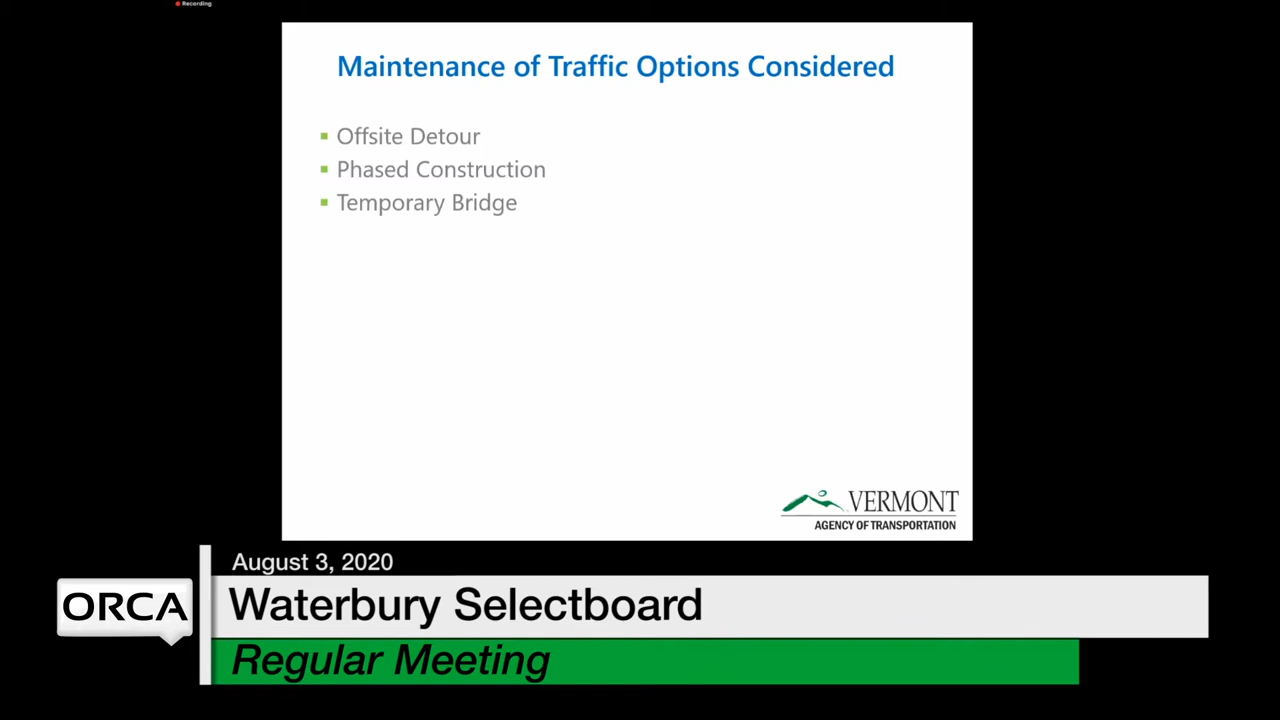 Recording
Maintenance of Traffic Options Considered
Offsite Detour
Phased Construction
Temporary Bridge
VERMONT
AGENCY OF TRANSPORTATION
August 3, 2020
ORCA
Waterbury Selectboard
Regular Meeting